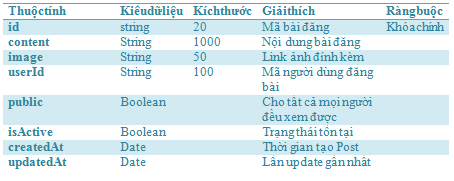 Thuộctính Kiểudữliệu Kíchthước Giảithích Ràngbuộc
id string 20 Mã bài đăng Khóachính
content String 1000 Nội dung bài đăng
image String 50 Link ảnh đính kèm
userId String 100 Mã người dùng đăng
bài
public Boolean Cho tất cả mọi người
đều xem được
isActive Boolean Trạng thái tồn tại
createdAt Date Thời gian tạo Post
updatedAt Date Lần update gần nhất